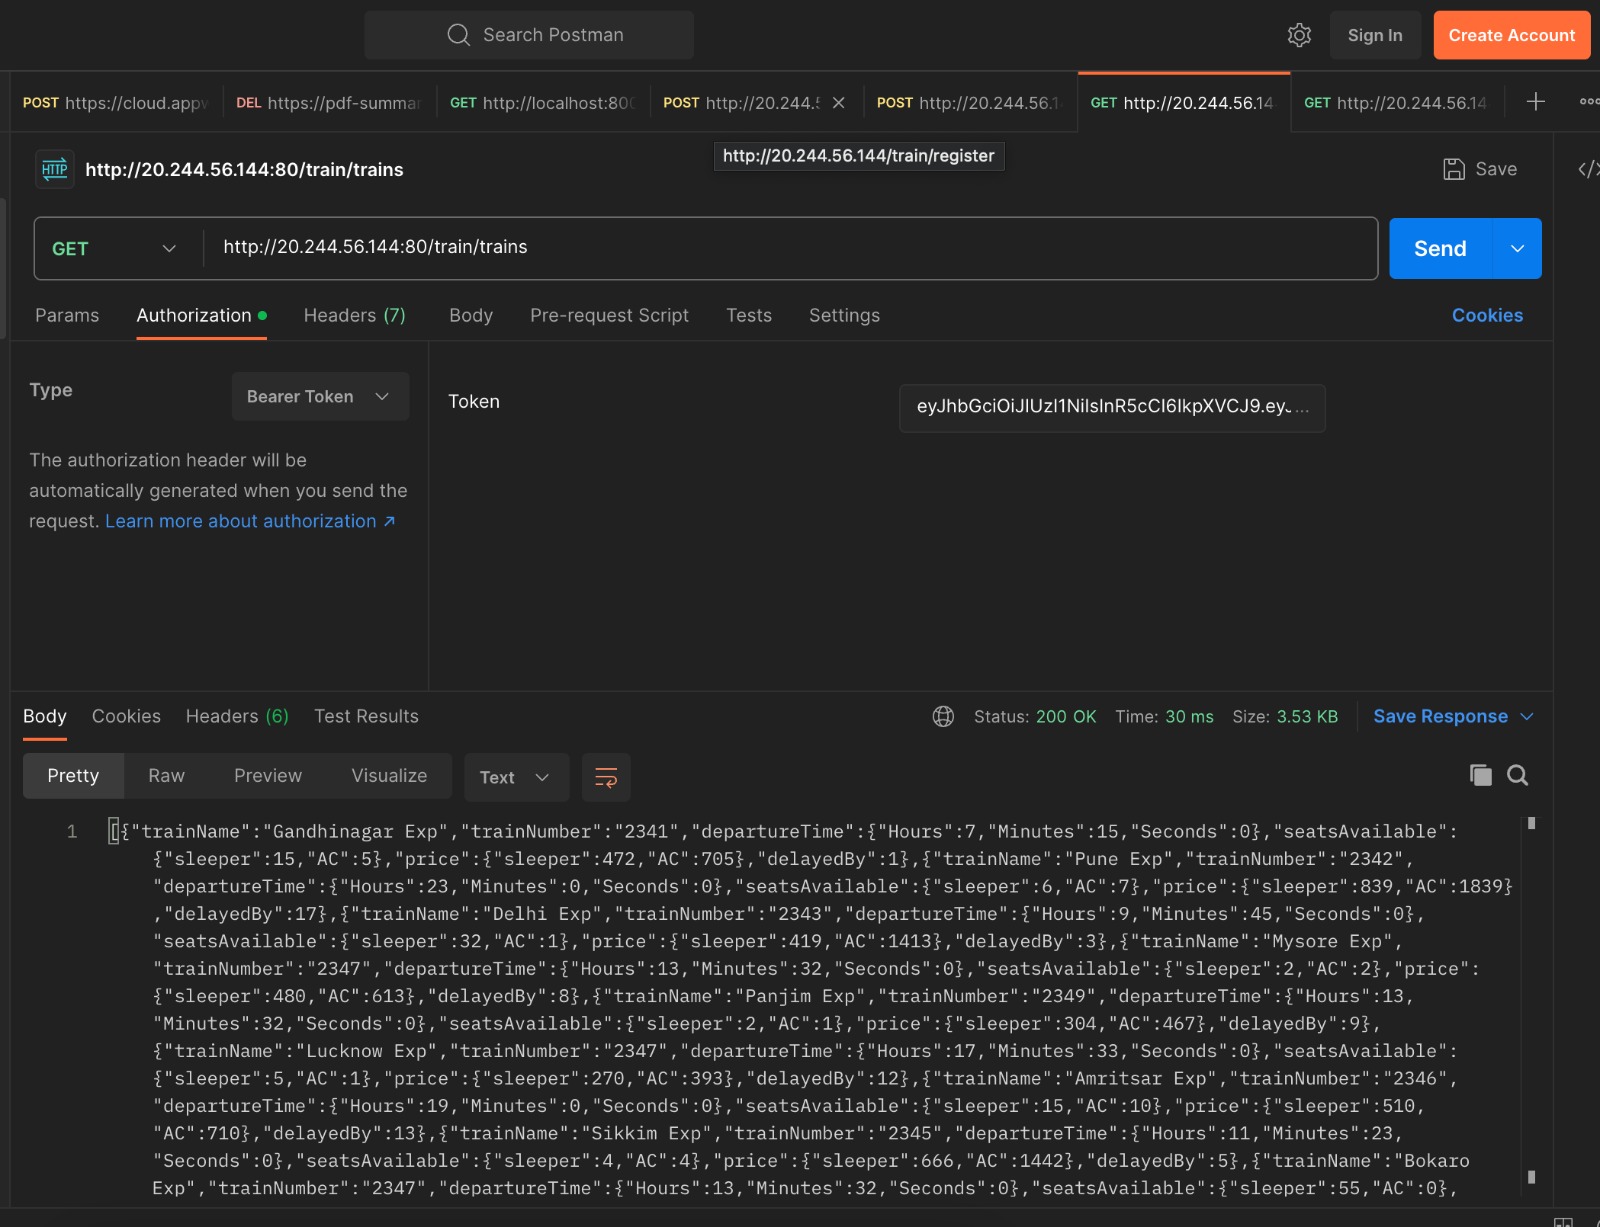 Search Postman
Sign In
Create Account
POST https://cloud.appw
DEL https://pdf-summar
GET http://localhost:800
POST http://20.244.5
POST http://20.244.56.1
GET http://20.244.56.14
GET http://20.244.56.14
http://20.244.56.144/train/register
HTTP http://20.244.56.144:80/train/trains
Save
</>
GET http://20.244.56.144:80/train/trains
Send
Params Authorization Headers (7) Body Pre-request Script Tests Settings Cookies
Type
Bearer Token
Token
eyJhbGciOiJIUzI1NiIsInR5cCI6IkpXVCJ9.eyJ...
The authorization header will be
automatically generated when you send the
request. Learn more about authorization ↗
Body Cookies Headers (6) Test Results
Status: 200 OK Time: 30 ms Size: 3.53 KB Save Response
Pretty Raw Preview Visualize Text
1 [{"trainName":"Gandhinagar Exp","trainNumber":"2341","departureTime":{"Hours":7,"Minutes":15,"Seconds":0},"seatsAvailable":
{"sleeper":15,"AC":5},"price":{"sleeper":472,"AC":705},"delayedBy":1},{"trainName":"Pune Exp","trainNumber":"2342",
"departureTime":{"Hours":23,"Minutes":0,"Seconds":0},"seatsAvailable":{"sleeper":6,"AC":7},"price":{"sleeper":839,"AC":1839}
,"delayedBy":17},{"trainName":"Delhi Exp","trainNumber":"2343","departureTime":{"Hours":9,"Minutes":45,"Seconds":0},
"seatsAvailable":{"sleeper":32,"AC":1},"price":{"sleeper":419,"AC":1413},"delayedBy":3},{"trainName":"Mysore Exp",
"trainNumber":"2347","departureTime":{"Hours":13,"Minutes":32,"Seconds":0},"seatsAvailable":{"sleeper":2,"AC":2},"price":
{"sleeper":480,"AC":613},"delayedBy":8},{"trainName":"Panjim Exp","trainNumber":"2349","departureTime":{"Hours":13,
"Minutes":32,"Seconds":0},"seatsAvailable":{"sleeper":2,"AC":1},"price":{"sleeper":304,"AC":467},"delayedBy":9},
{"trainName":"Lucknow Exp","trainNumber":"2347","departureTime":{"Hours":17,"Minutes":33,"Seconds":0},"seatsAvailable":
{"sleeper":5,"AC":1},"price":{"sleeper":270,"AC":393},"delayedBy":12},{"trainName":"Amritsar Exp","trainNumber":"2346",
"departureTime":{"Hours":19,"Minutes":0,"Seconds":0},"seatsAvailable":{"sleeper":15,"AC":10},"price":{"sleeper":510,
"AC":710},"delayedBy":13},{"trainName":"Sikkim Exp","trainNumber":"2345","departureTime":{"Hours":11,"Minutes":23,
"Seconds":0},"seatsAvailable":{"sleeper":4,"AC":4},"price":{"sleeper":666,"AC":1442},"delayedBy":5},{"trainName":"Bokaro
Exp","trainNumber":"2347","departureTime":{"Hours":13,"Minutes":32,"Seconds":0},"seatsAvailable":{"sleeper":55,"AC":0},